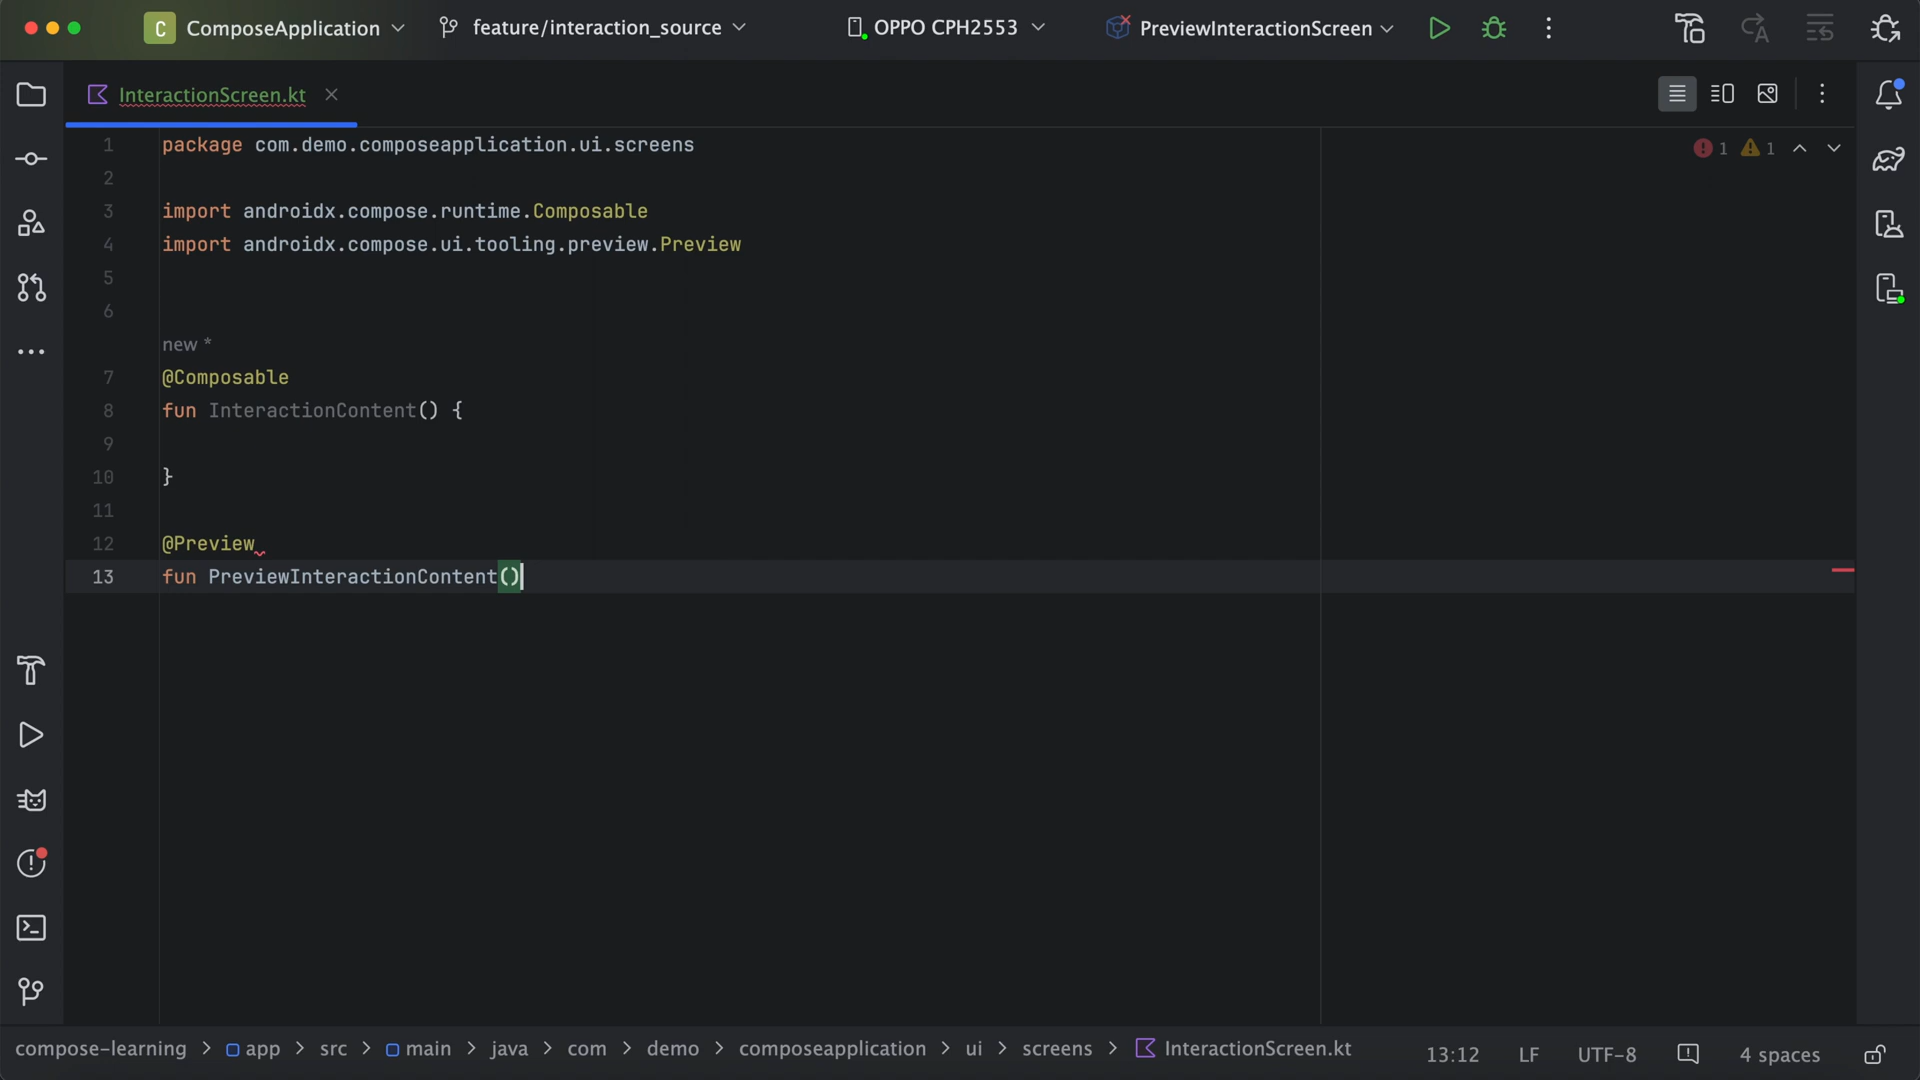 C ComposeApplication feature/interaction_source OPPO CPH2553 PreviewInteractionScreen
InteractionScreen.kt
1 package com.demo.composeapplication.ui.screens
1 1
2
3 import androidx.compose.runtime.Composable
4 import androidx.compose.ui.tooling.preview.Preview
5
6
new *
7 @Composable
8 fun InteractionContent() {
9
10 }
11
12 @Preview
13 fun PreviewInteractionContent()
compose-learning > app > src > main > java > com > demo > composeapplication > ui > screens > InteractionScreen.kt 13:12 LF UTF-8 4 spaces